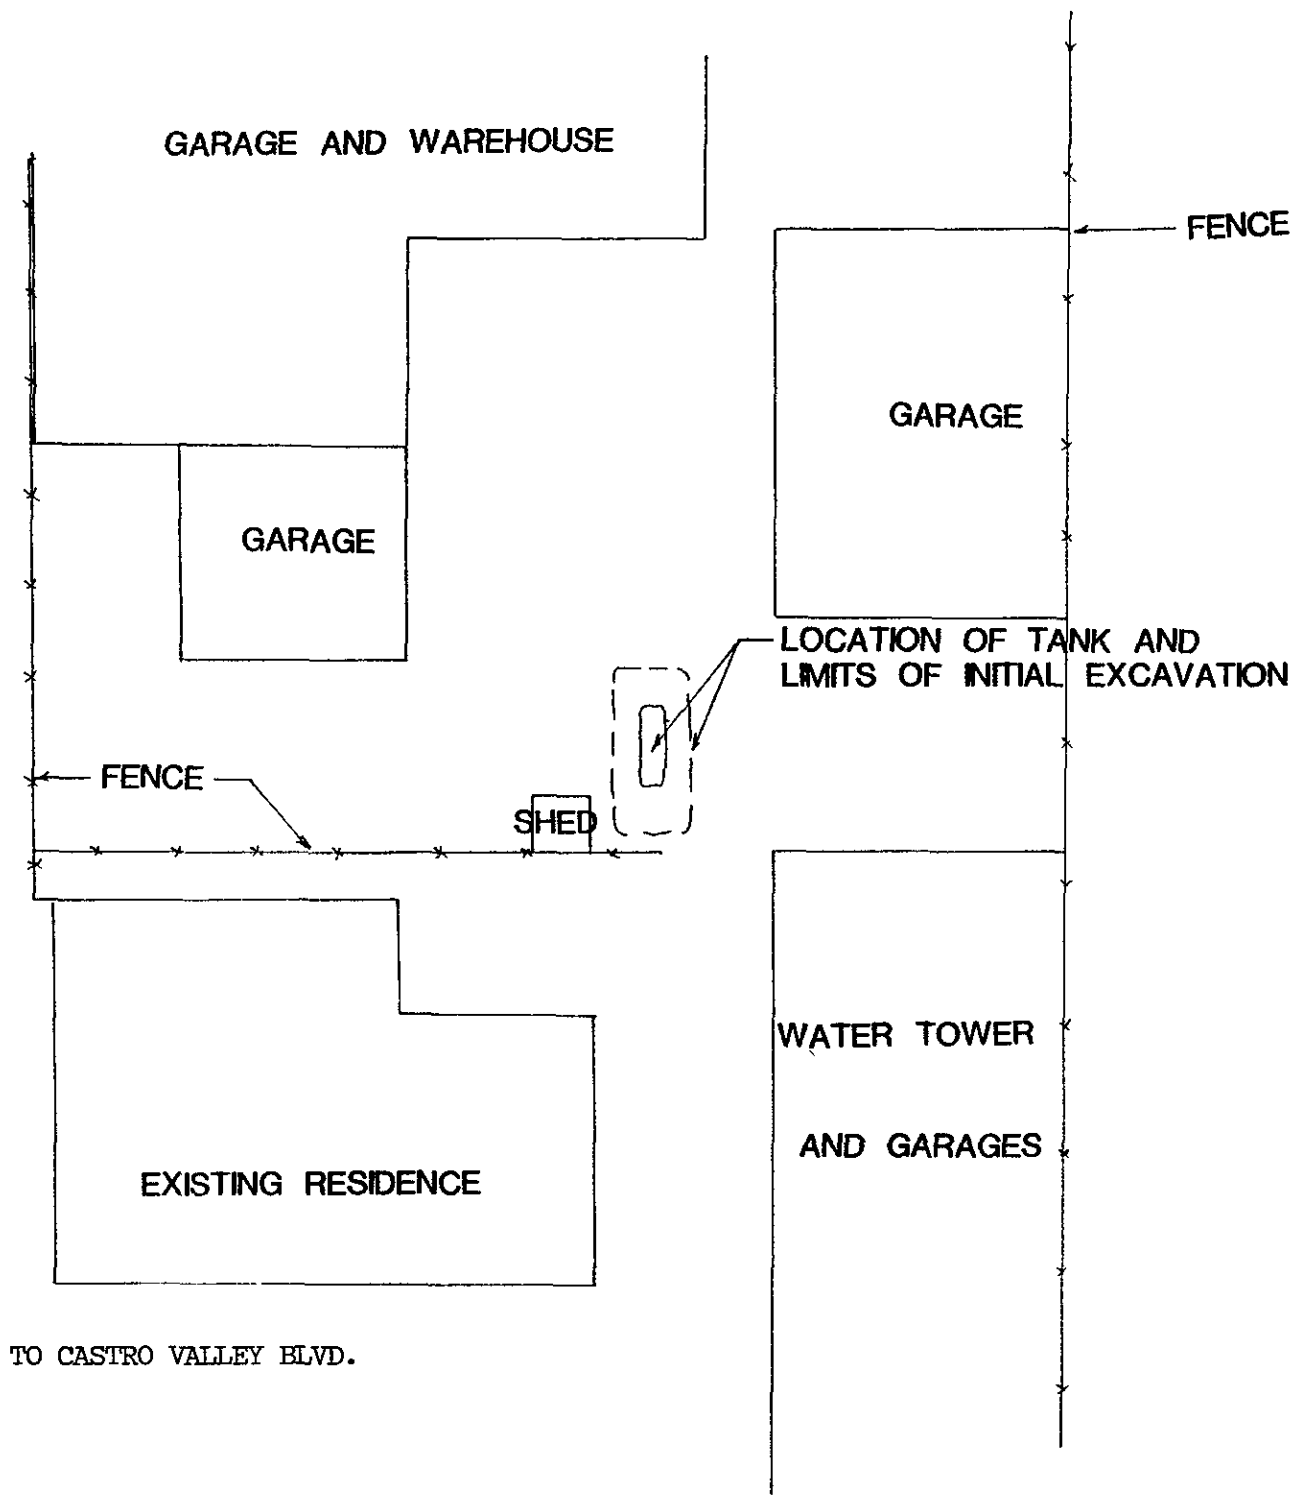 GARAGE AND WAREHOUSE
FENCE
GARAGE
GARAGE
LOCATION OF TANK AND
LIMITS OF INITIAL EXCAVATION
FENCE
SHED
WATER TOWER
AND GARAGES
EXISTING RESIDENCE
TO CASTRO VALLEY BLVD.